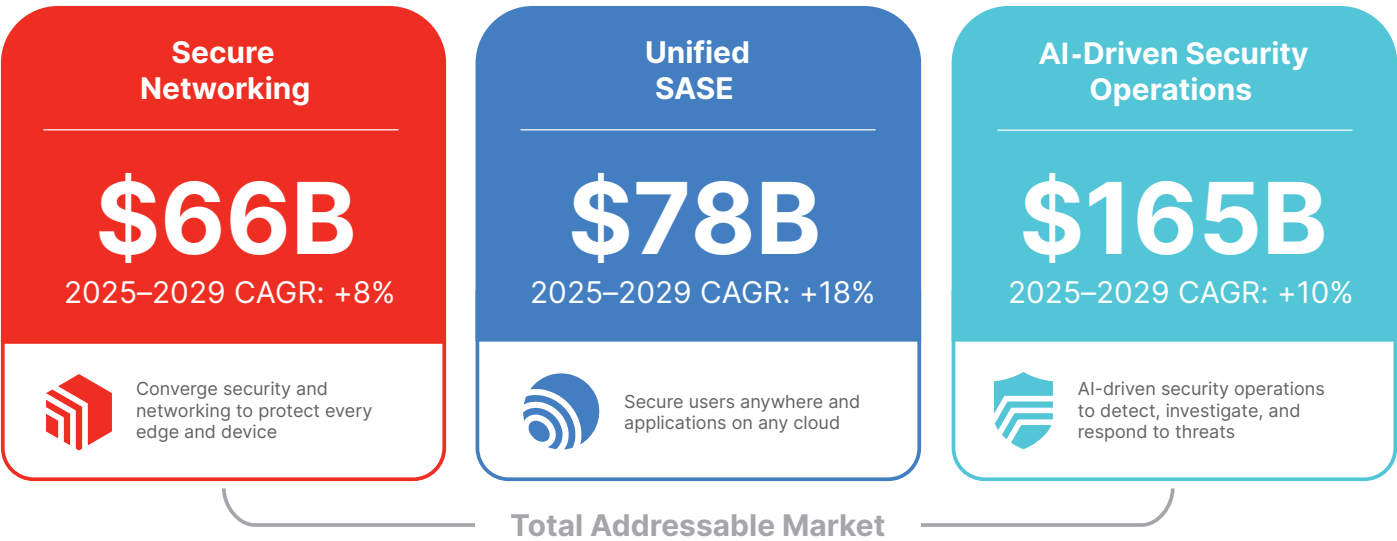 Secure
Networking
$66B
2025–2029 CAGR: +8%
Converge security and
networking to protect every
edge and device
Unified
SASE
$78B
2025–2029 CAGR: +18%
Secure users anywhere and
applications on any cloud
AI-Driven Security
Operations
$165B
2025–2029 CAGR: +10%
AI-driven security operations
to detect, investigate, and
respond to threats
Total Addressable Market